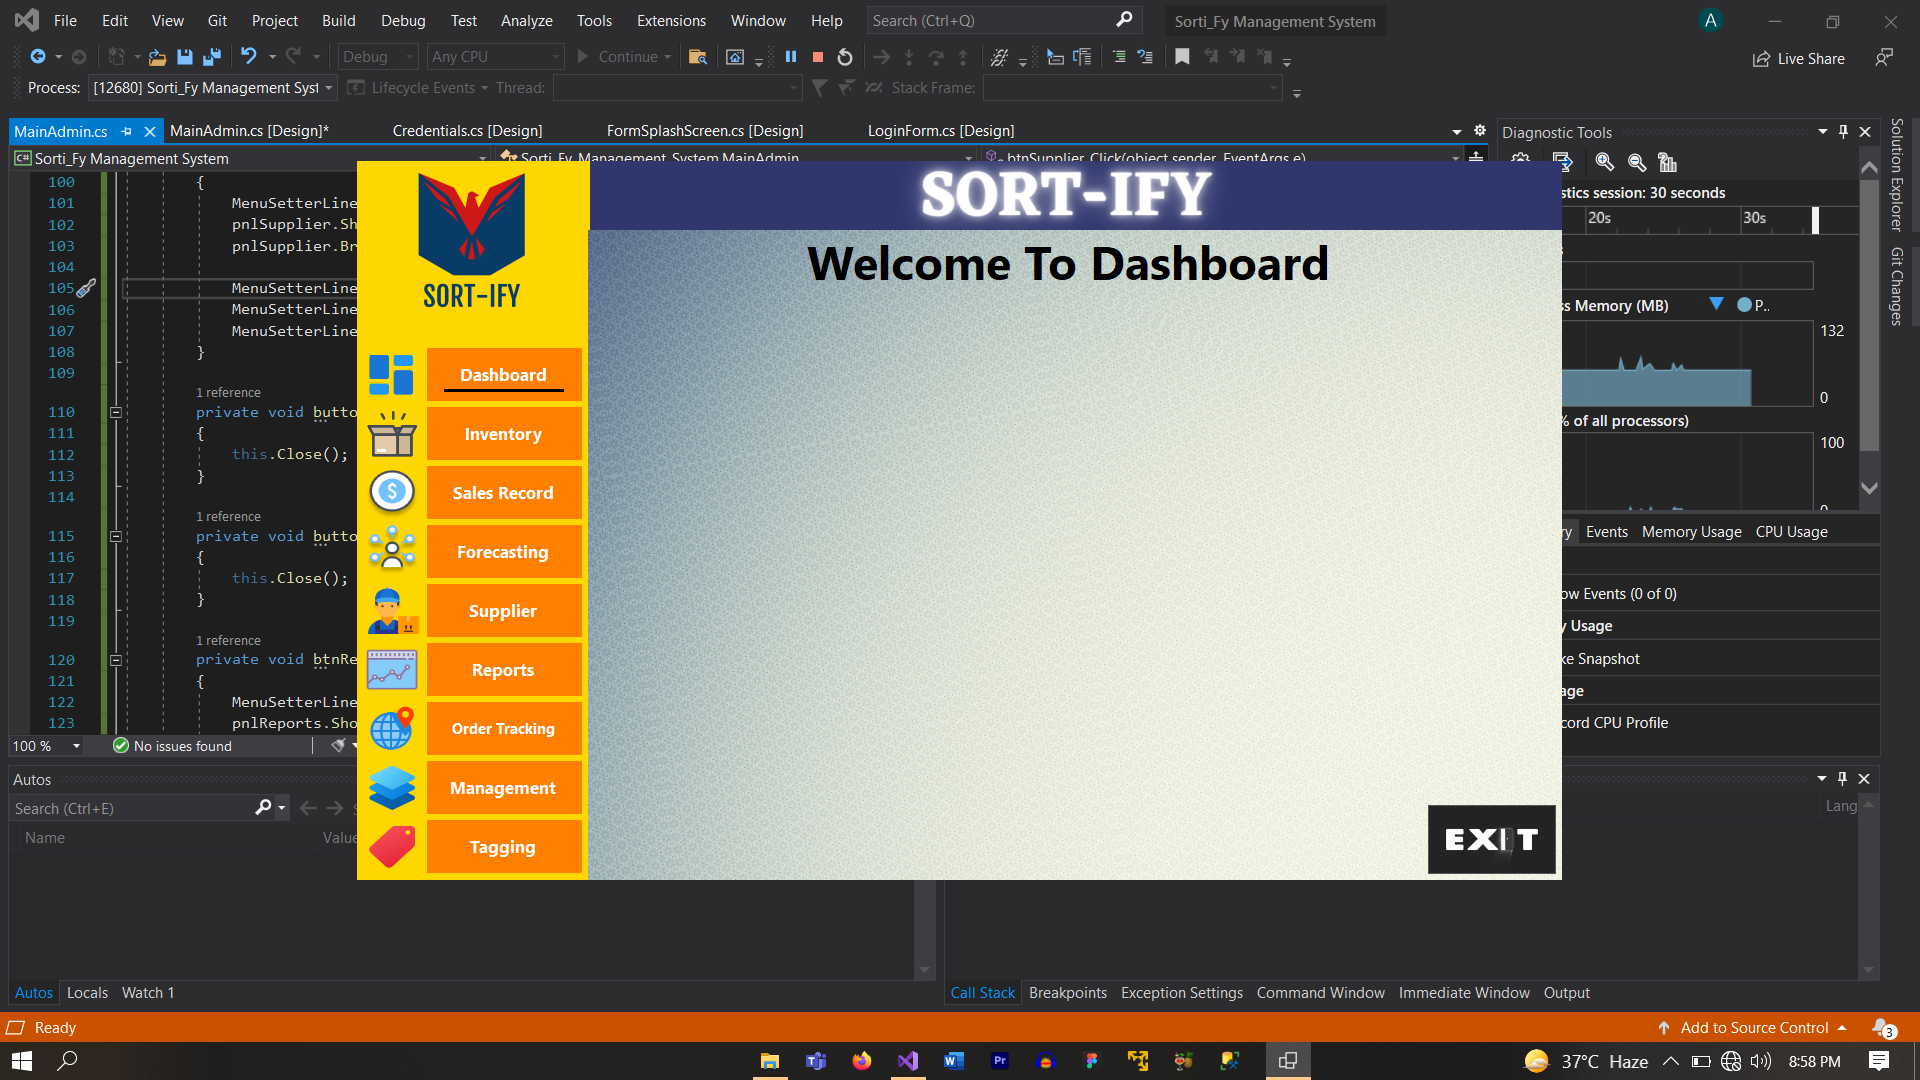 File Edit View Git Project Build Debug Test Analyze Tools Extensions Window Help Search (Ctrl+Q) Sorti_Fy Management System A
Debug Any CPU Continue Live Share
Process: [12680] Sorti_Fy Management Syst Lifecycle Events Thread: Stack Frame:
MainAdmin.cs MainAdmin.cs [Design]* Credentials.cs [Design] FormSplashScreen.cs [Design] LoginForm.cs [Design]
C# Sorti_Fy Management System Sorti_Fy_Management_System.MainAdmin btnSupplier_Click(object sender, EventArgs e)
100 {
101 MenuSetterLine
102 pnlSupplier.Sh
103 pnlSupplier.Br
104
105 MenuSetterLine
106 MenuSetterLine
107 MenuSetterLine
108 }
109
1 reference
110 private void butto
111 {
112 this.Close();
113 }
114
1 reference
115 private void butto
116 {
117 this.Close();
118 }
119
1 reference
120 private void btnRe
121 {
122 MenuSetterLine
123 pnlReports.Sho
100 % No issues found
SORT-IFY
Dashboard
Inventory
Sales Record
Forecasting
Supplier
Reports
Order Tracking
Management
Tagging
SORT-IFY
Welcome To Dashboard
EXIT
Diagnostic Tools
stics session: 30 seconds
20s 30s
ss Memory (MB) P..
132
0
% of all processors)
100
0
ry Events Memory Usage CPU Usage
ow Events (0 of 0)
y Usage
ke Snapshot
age
cord CPU Profile
Solution Explorer
Git Changes
Autos
Search (Ctrl+E)
Name Value
Lang
Autos Locals Watch 1
Call Stack Breakpoints Exception Settings Command Window Immediate Window Output
Ready Add to Source Control 3
37°C Haze 8:58 PM